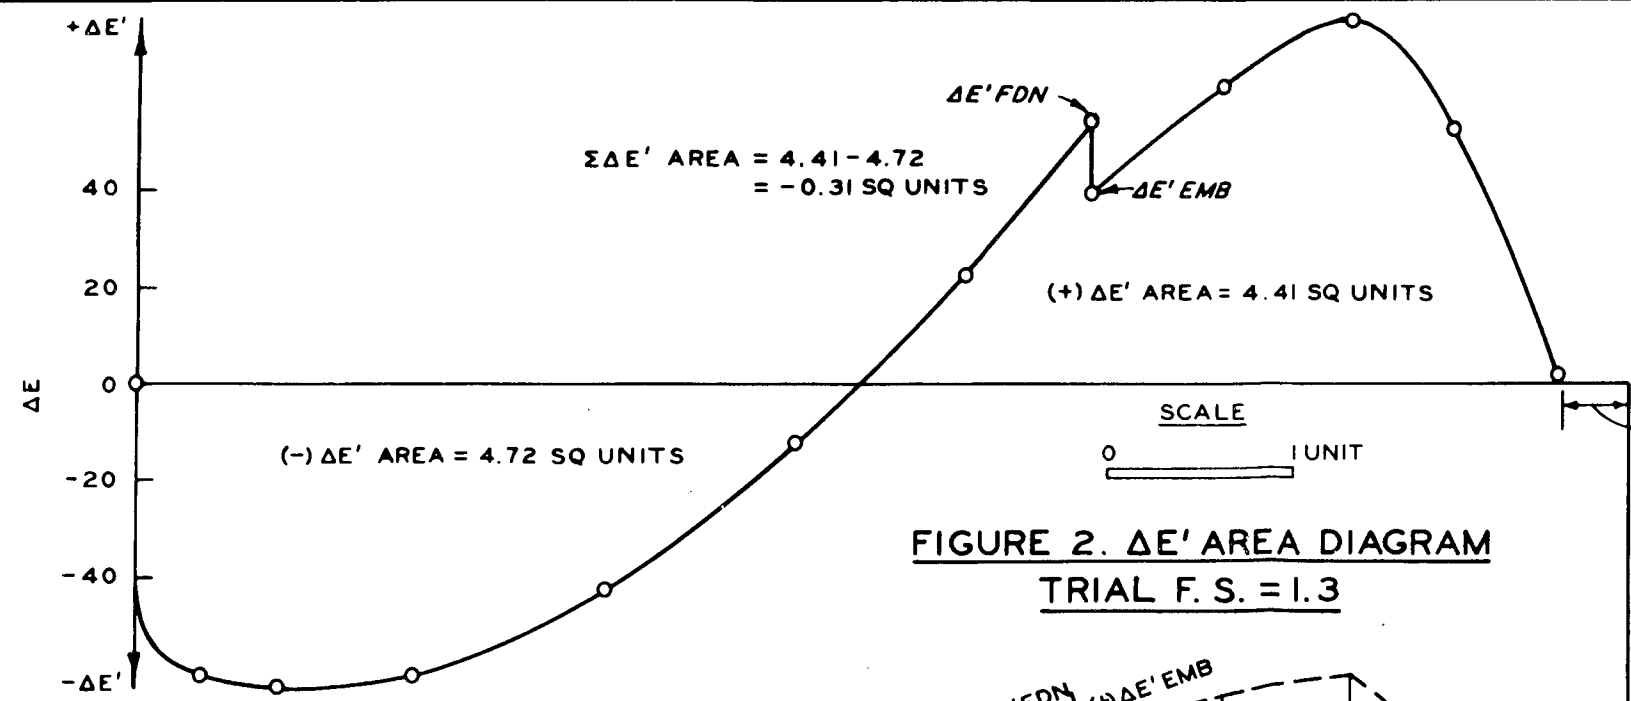 +ΔE'
ΔE' FDN
ΣΔE' AREA = 4.41-4.72
= -0.31 SQ UNITS
40
ΔE' EMB
20
(+) ΔE' AREA = 4.41 SQ UNITS
ΔE
0
SCALE
0 1 UNIT
(-) ΔE' AREA = 4.72 SQ UNITS
-20
FIGURE 2. ΔE' AREA DIAGRAM
TRIAL F. S. = 1.3
-40
-ΔE'
FDN
ΔE' EMB